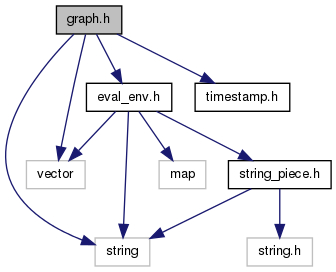 graph.h
eval_env.h
timestamp.h
vector
map
string_piece.h
string
string.h